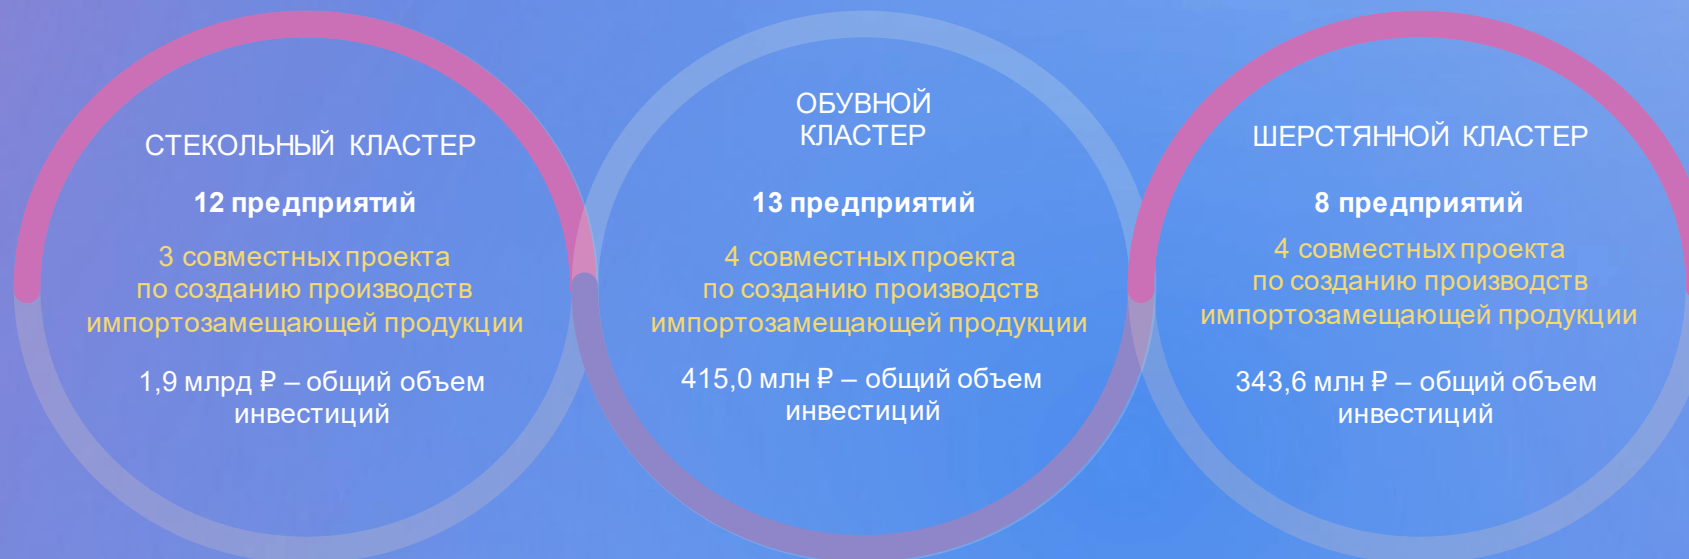 СТЕКОЛЬНЫЙ КЛАСТЕР
12 предприятий
3 совместных проекта
по созданию производств
импортозамещающей продукции
1,9 млрд ₽ – общий объем
инвестиций
ОБУВНОЙ
КЛАСТЕР
13 предприятий
4 совместных проекта
по созданию производств
импортозамещающей продукции
415,0 млн ₽ – общий объем
инвестиций
ШЕРСТЯННОЙ КЛАСТЕР
8 предприятий
4 совместных проекта
по созданию производств
импортозамещающей продукции
343,6 млн ₽ – общий объем
инвестиций